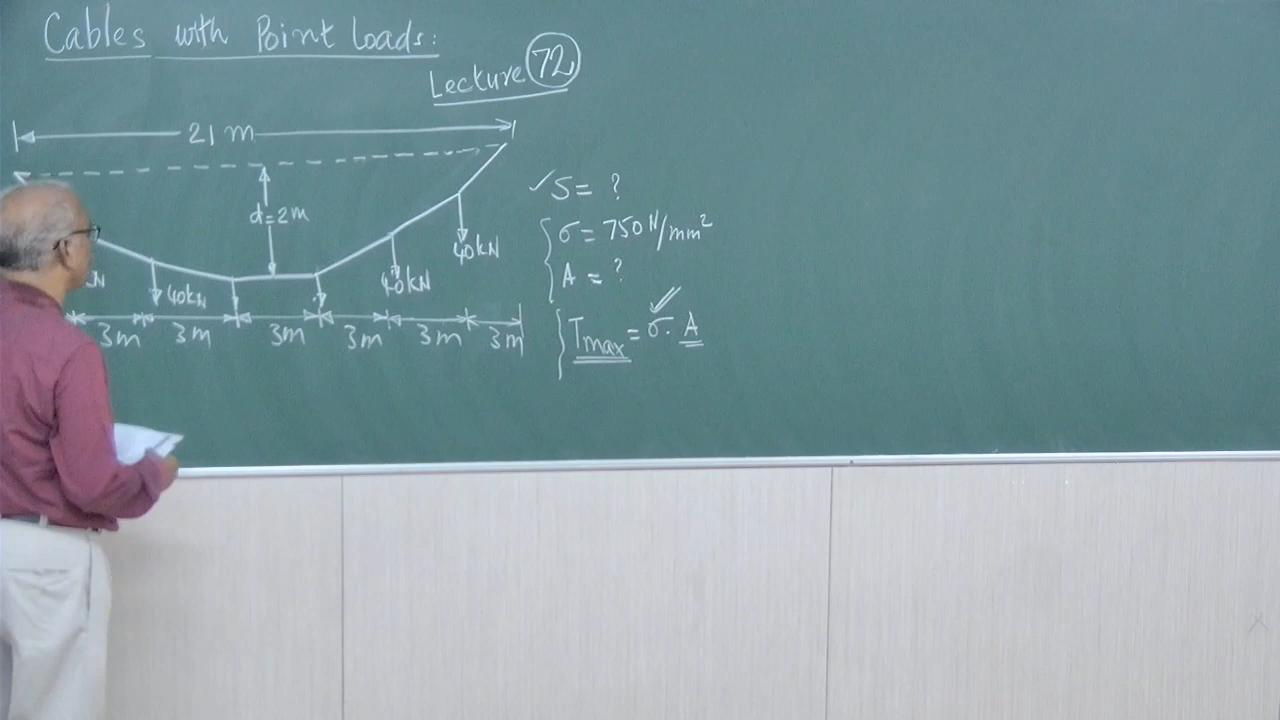 Cables with Point Loads:
Lecture 72
21 m
d=2m
S= ?
σ= 750 N/mm²
A = ?
Tmax = σ. A
kN
40kN
40kN
40kN
3m 3m 3m 3m 3m 3m